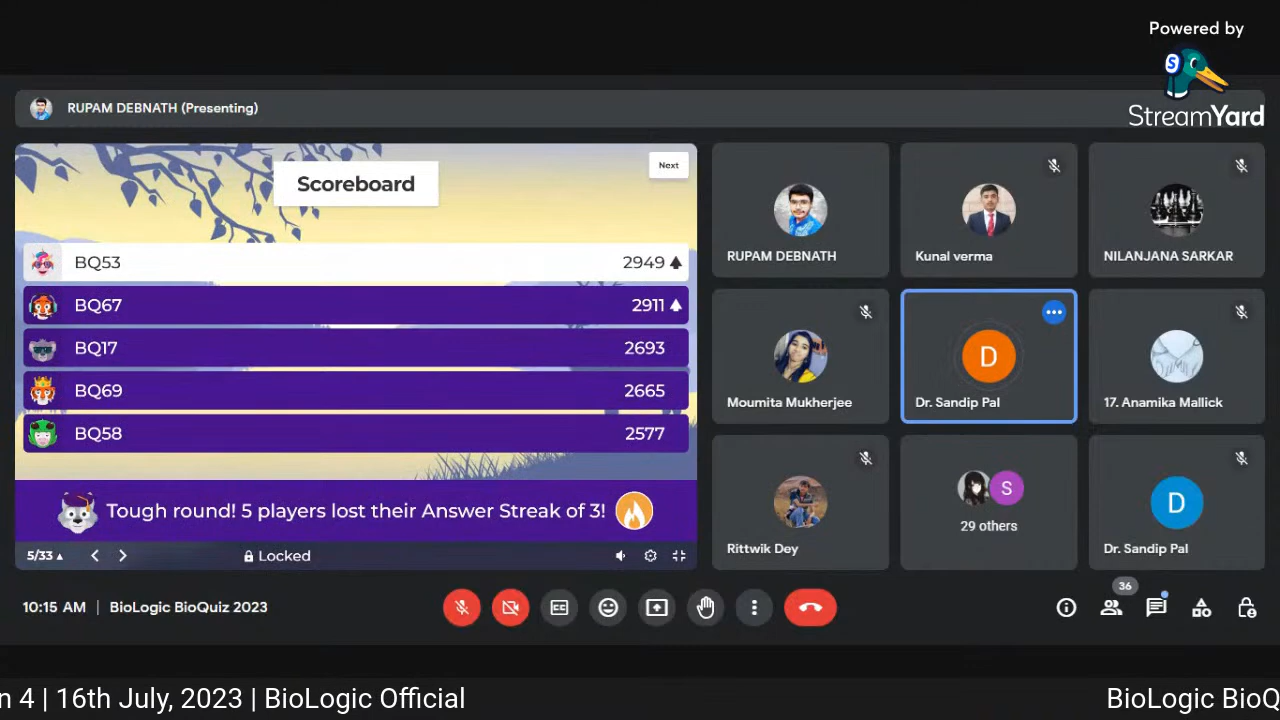 Powered by
StreamYard
RUPAM DEBNATH (Presenting)
Next
Scoreboard
BQ53 2949
BQ67 2911
BQ17 2693
BQ69 2665
BQ58 2577
Tough round! 5 players lost their Answer Streak of 3!
5/33
Locked
RUPAM DEBNATH
Kunal verma
NILANJANA SARKAR
Moumita Mukherjee
D
Dr. Sandip Pal
17. Anamika Mallick
Rittwik Dey
S
29 others
D
Dr. Sandip Pal
10:15 AM | BioLogic BioQuiz 2023
36
n 4 | 16th July, 2023 | BioLogic Official
BioLogic BioQ